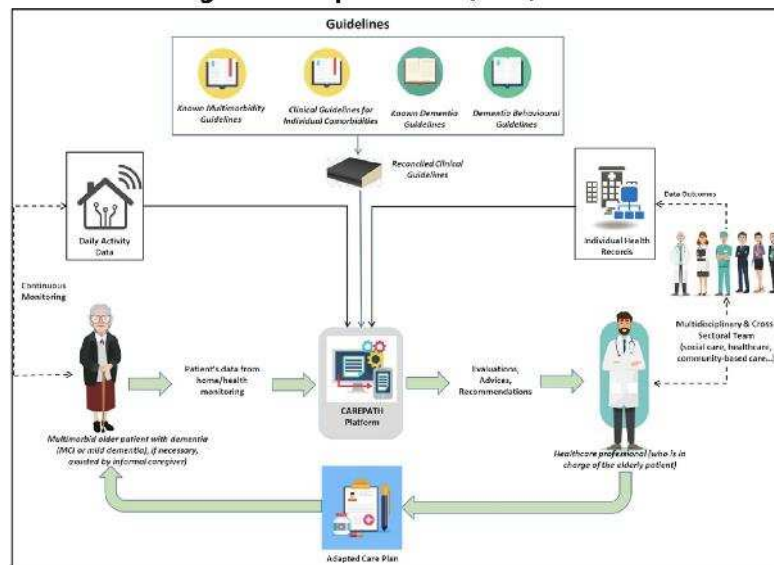 Guidelines
Known Multimorbidity
Guidelines
Clinical Guidelines for
Individual Comorbidities
Known Dementia
Guidelines
Dementia Behavioural
Guidelines
Reconciled Clinical
Guidelines
Daily Activity
Data
Individual Health
Records
Data Outcomes
Continuous
Monitoring
Multidisciplinary & Cross
Sectoral Team
(social care, healthcare,
community-based care...)
Patient's data from
home/health
monitoring
CAREPATH
Platform
Evaluations,
Advices,
Recommendations
Multimorbid older patient with dementia
(MCI or mild dementia), if necessary,
assisted by informal caregiver)
Healthcare professional (who is in
charge of the elderly patient)
Adapted Care Plan